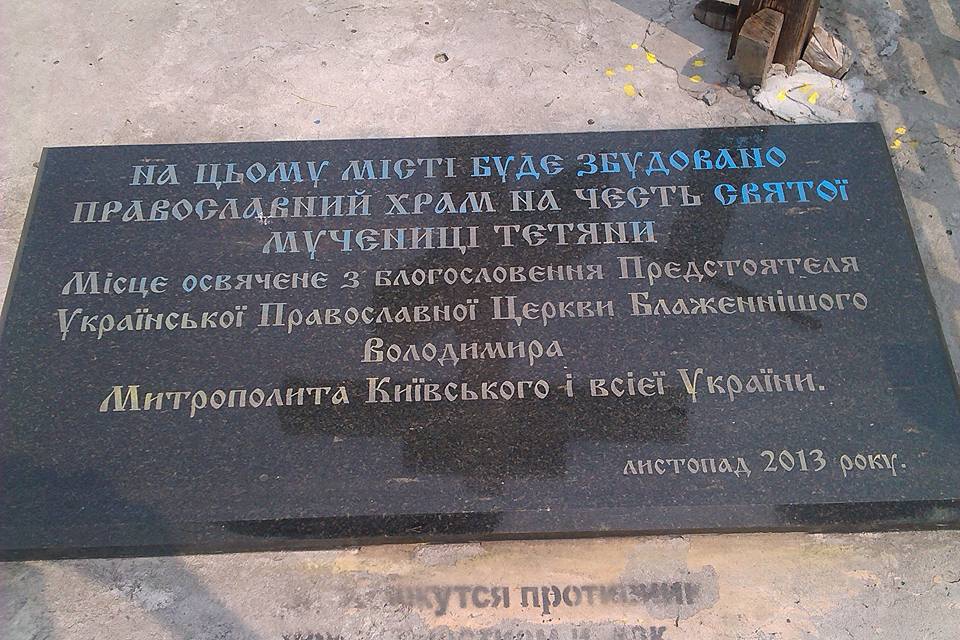 НА ЦЬОМУ МІСТІ БУДЕ ЗБУДОВАНО
ПРАВОСЛАВНИЙ ХРАМ НА ЧЕСТЬ СВЯТОЇ
МУЧЕНИЦІ ТЕТЯНИ
Місце освячене з блогословення Предстоятеля
Української Православної Церкви Блаженнішого
Володимира
Митрополита Київського і всієї України.
листопад 2013 року.